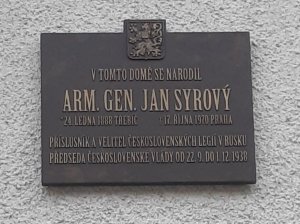 V TOMTO DOMĚ SE NARODIL
ARM. GEN. JAN SYROVÝ
*24. LEDNA 1888 TŘEBÍČ   †17. ŘÍJNA 1970 PRAHA
PŘÍSLUŠNÍK A VELITEL ČESKOSLOVENSKÝCH LEGIÍ V RUSKU
PŘEDSEDA ČESKOSLOVENSKÉ VLÁDY OD 22. 9. DO 1. 12. 1938